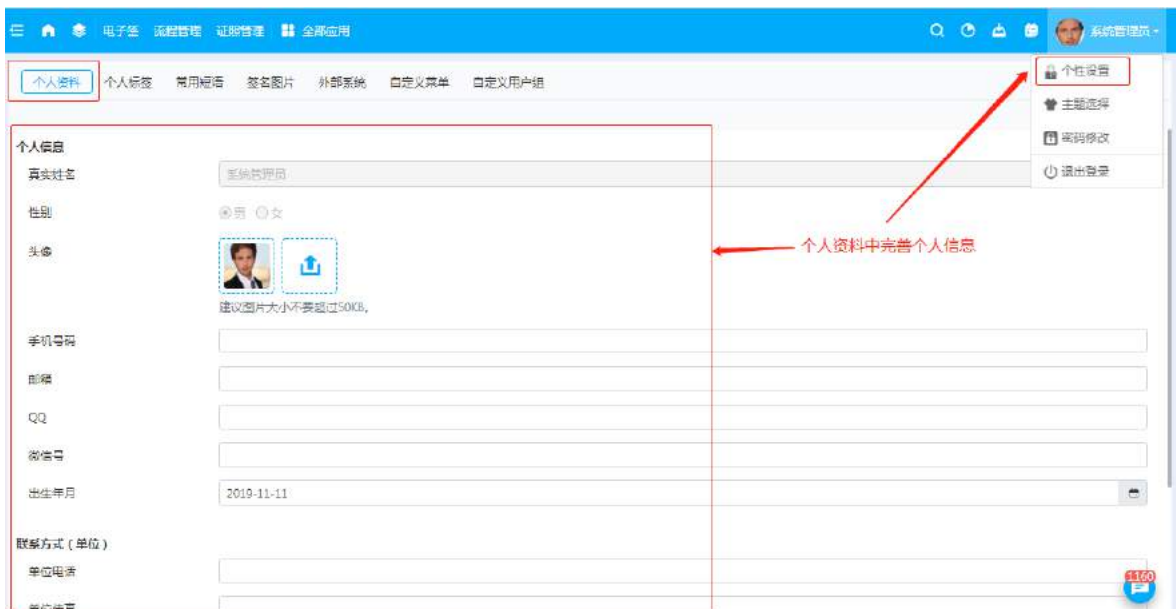 电子签 流程管理 证照管理 全部应用 系统管理员
个人资料 个人标签 常用短语 签名图片 外部系统 自定义菜单 自定义用户组
个性设置
主题选择
密码修改
退出登录
个人信息
真实姓名 系统管理员
性别 男 女
头像
建议图片大小不要超过50KB。
个人资料中完善个人信息
手机号码
邮箱
QQ
微信号
出生年月 2019-11-11
联系方式(单位)
单位电话
1160
单位传真